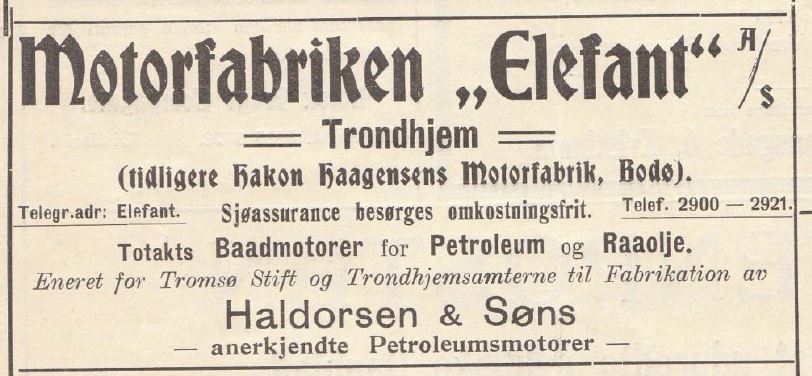 Motorfabriken „Elefant“ A/S
Trondhjem
(tidligere Hakon Haagensens Motorfabrik, Bodø).
Telegr.adr: Elefant. Sjøassurance besørges omkostningsfrit. Telef. 2900 — 2921.
Totakts Baadmotorer for Petroleum og Raaolje.
Eneret for Tromsø Stift og Trondhjemsamterne til Fabrikation av
Haldorsen & Søns
— anerkjendte Petroleumsmotorer —